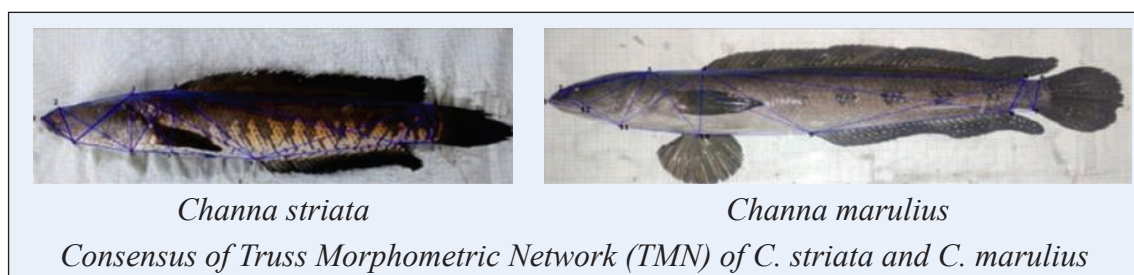 Channa striata
Channa marulius
Consensus of Truss Morphometric Network (TMN) of C. striata and C. marulius